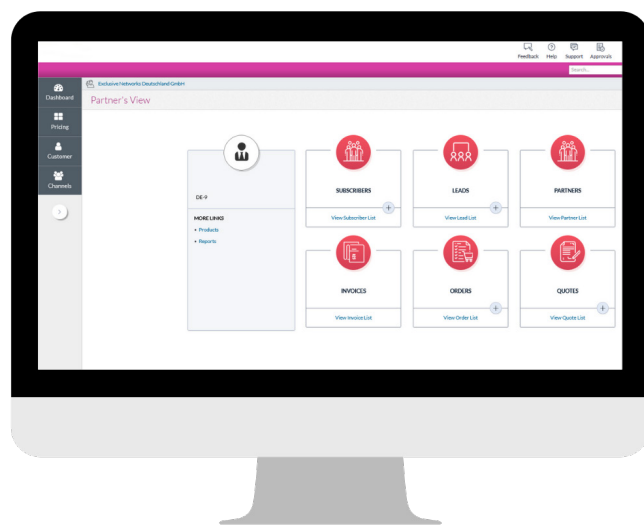 Feedback Help Support Approvals
Search...
Exclusive Networks Deutschland GmbH
Partner's View
Dashboard
Pricing
Customer
Channels
DE-9
MORE LINKS
Products
Reports
SUBSCRIBERS
View Subscriber List
LEADS
View Lead List
PARTNERS
View Partner List
INVOICES
View Invoice List
ORDERS
View Order List
QUOTES
View Quote List